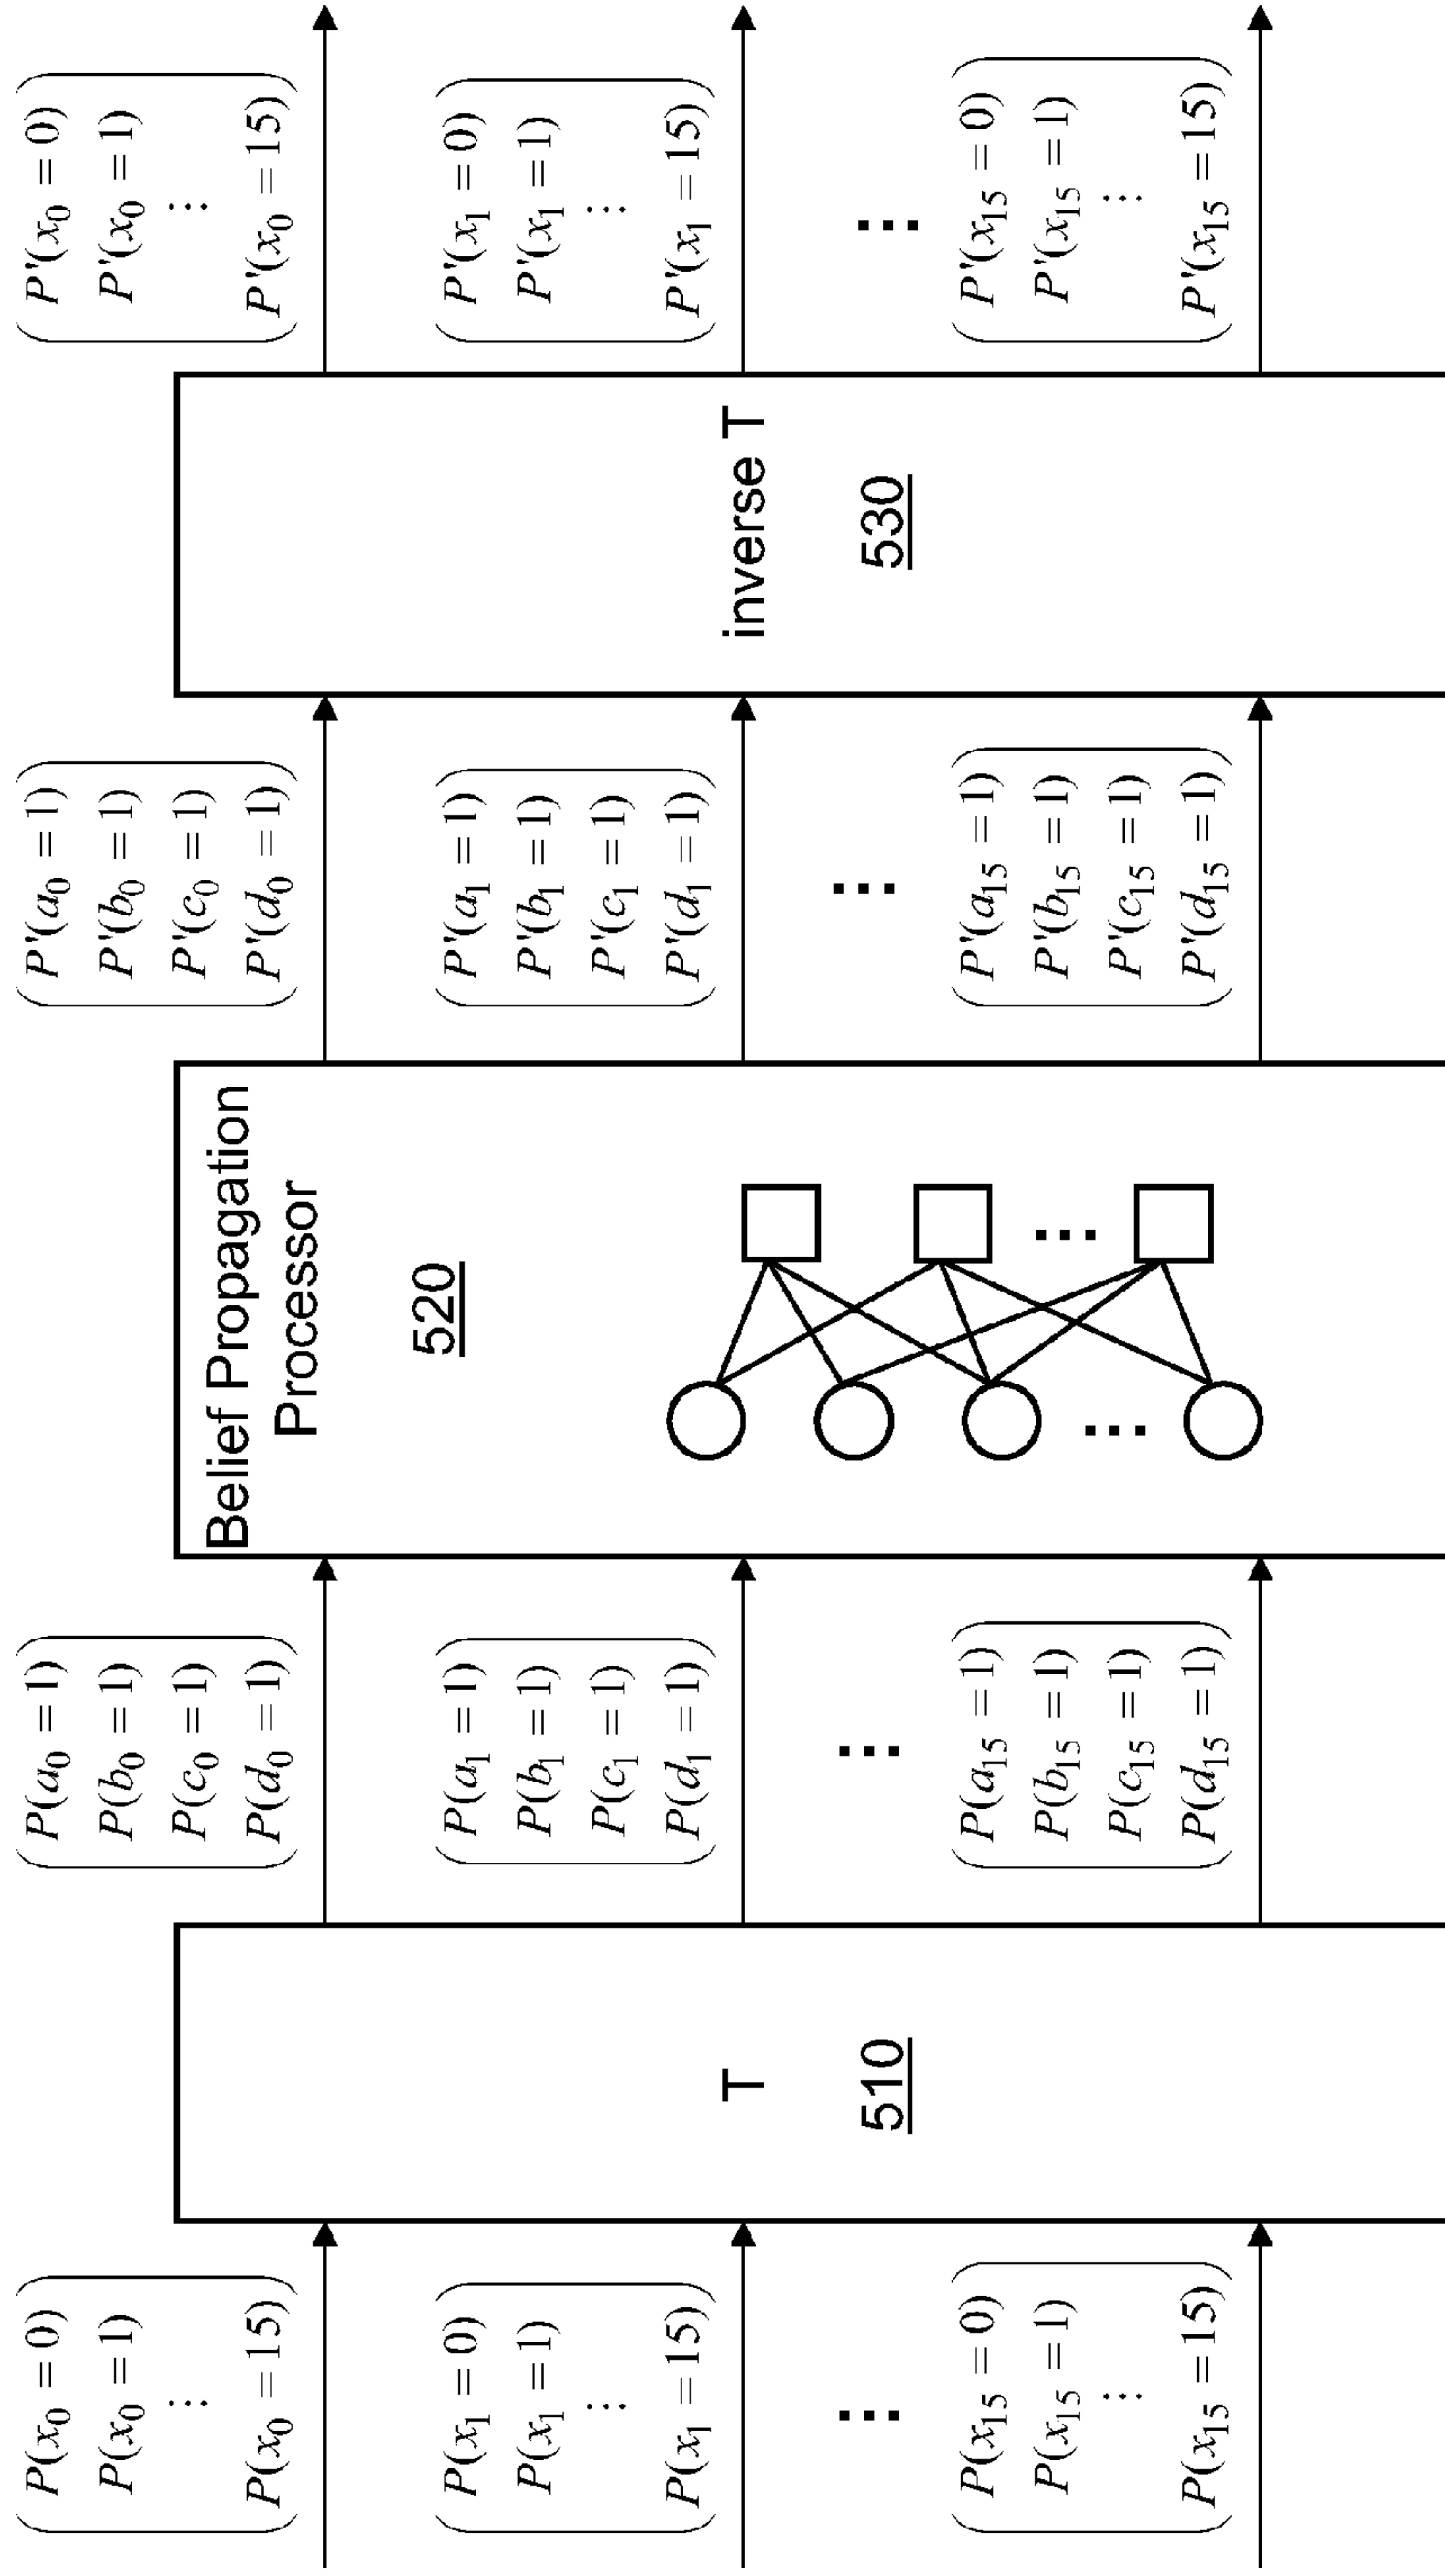 P(x0 = 0)
P(x0 = 1)
⋮
P(x0 = 15)
P(x1 = 0)
P(x1 = 1)
⋮
P(x1 = 15)
⋮
P(x15 = 0)
P(x15 = 1)
⋮
P(x15 = 15)
T
510
P(a0 = 1)
P(b0 = 1)
P(c0 = 1)
P(d0 = 1)
P(a1 = 1)
P(b1 = 1)
P(c1 = 1)
P(d1 = 1)
⋮
P(a15 = 1)
P(b15 = 1)
P(c15 = 1)
P(d15 = 1)
Belief Propagation
Processor
520
P'(a0 = 1)
P'(b0 = 1)
P'(c0 = 1)
P'(d0 = 1)
P'(a1 = 1)
P'(b1 = 1)
P'(c1 = 1)
P'(d1 = 1)
⋮
P'(a15 = 1)
P'(b15 = 1)
P'(c15 = 1)
P'(d15 = 1)
inverse T
530
P'(x0 = 0)
P'(x0 = 1)
⋮
P'(x0 = 15)
P'(x1 = 0)
P'(x1 = 1)
⋮
P'(x1 = 15)
⋮
P'(x15 = 0)
P'(x15 = 1)
⋮
P'(x15 = 15)